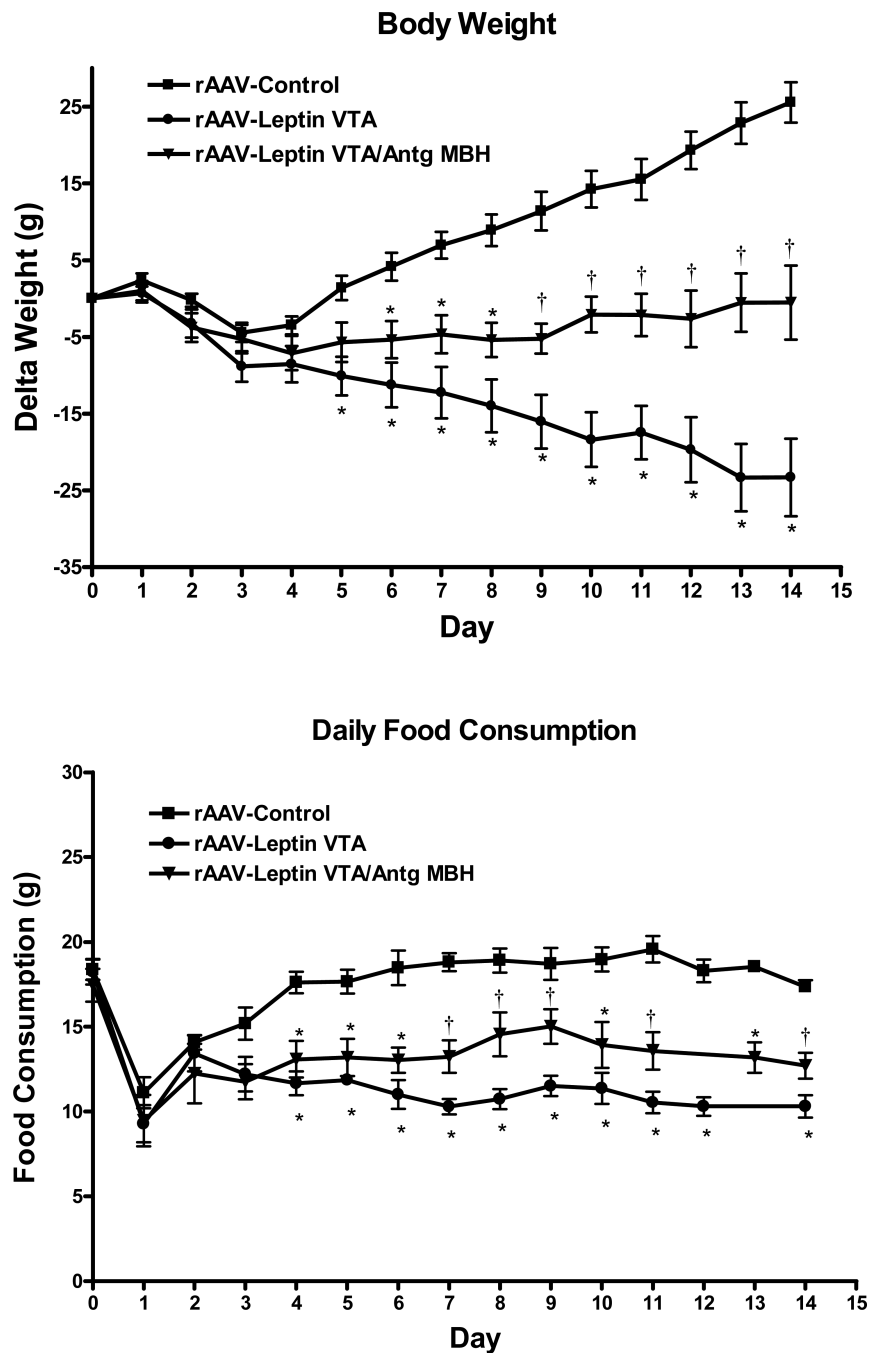 Body Weight
rAAV-Control
rAAV-Leptin VTA
rAAV-Leptin VTA/Antg MBH
Delta Weight (g)
25
15
5
-5
-15
-25
-35
† † † † † †
* * *
* * * * * * * * * *
0 1 2 3 4 5 6 7 8 9 10 11 12 13 14 15
Day
Daily Food Consumption
rAAV-Control
rAAV-Leptin VTA
rAAV-Leptin VTA/Antg MBH
Food Consumption (g)
30
25
20
15
10
5
0
* * * † † † * † * †
* * * * * * * * * *
0 1 2 3 4 5 6 7 8 9 10 11 12 13 14 15
Day